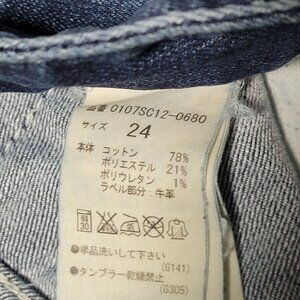 品番 0107SC12-0680
サイズ 24
本体 コットン 78%
ポリエステル 21%
ポリウレタン 1%
ラベル部分:牛革
30
●単品洗いして下さい
(G141)
●タンブラー乾燥禁止
(G305)